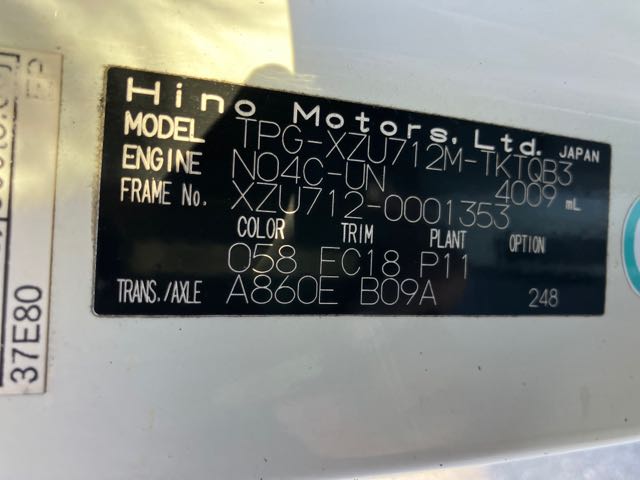 Hino Motors, Ltd. JAPAN
MODEL TPG-XZU712M-TKTQB3
ENGINE N04C-UN 4009 mL
FRAME No. XZU712-0001353
COLOR TRIM PLANT OPTION
058 FC18 P11
TRANS./AXLE A860E B09A 248
37E80